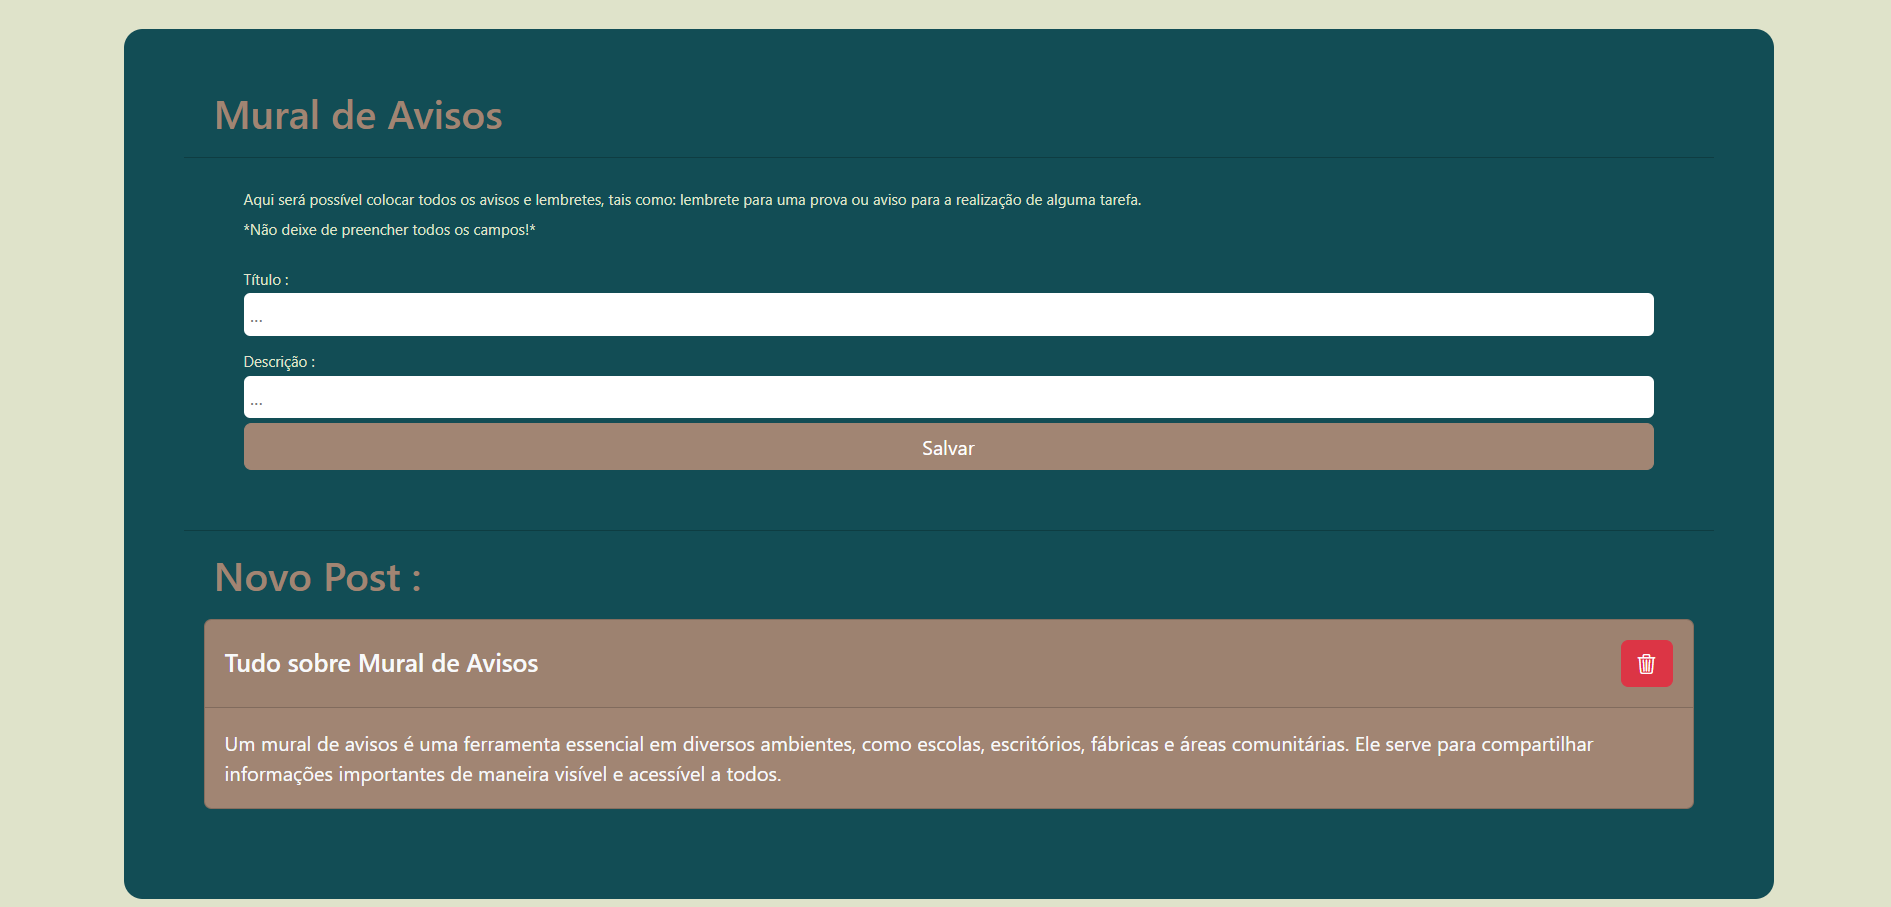 Mural de Avisos
Aqui será possível colocar todos os avisos e lembretes, tais como: lembrete para uma prova ou aviso para a realização de alguma tarefa.
*Não deixe de preencher todos os campos!*
Título :
...
Descrição :
...
Salvar
Novo Post :
Tudo sobre Mural de Avisos
Um mural de avisos é uma ferramenta essencial em diversos ambientes, como escolas, escritórios, fábricas e áreas comunitárias. Ele serve para compartilhar
informações importantes de maneira visível e acessível a todos.